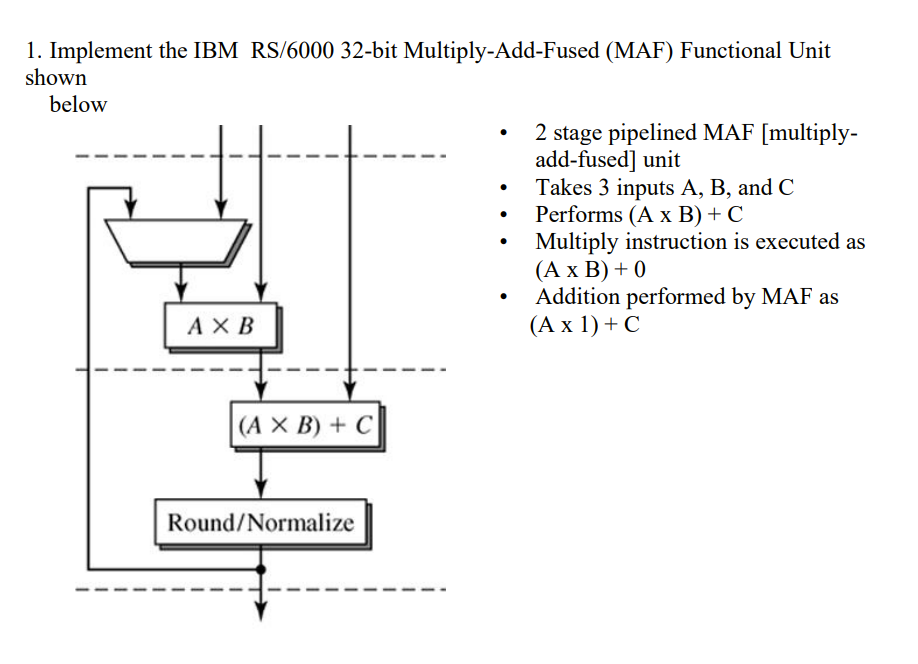 1. Implement the IBM RS/6000 32-bit Multiply-Add-Fused (MAF) Functional Unit
shown
below
• 2 stage pipelined MAF [multiply-
add-fused] unit
• Takes 3 inputs A, B, and C
• Performs (A x B) + C
• Multiply instruction is executed as
(A x B) + 0
• Addition performed by MAF as
(A x 1) + C
A × B
(A × B) + C
Round/Normalize